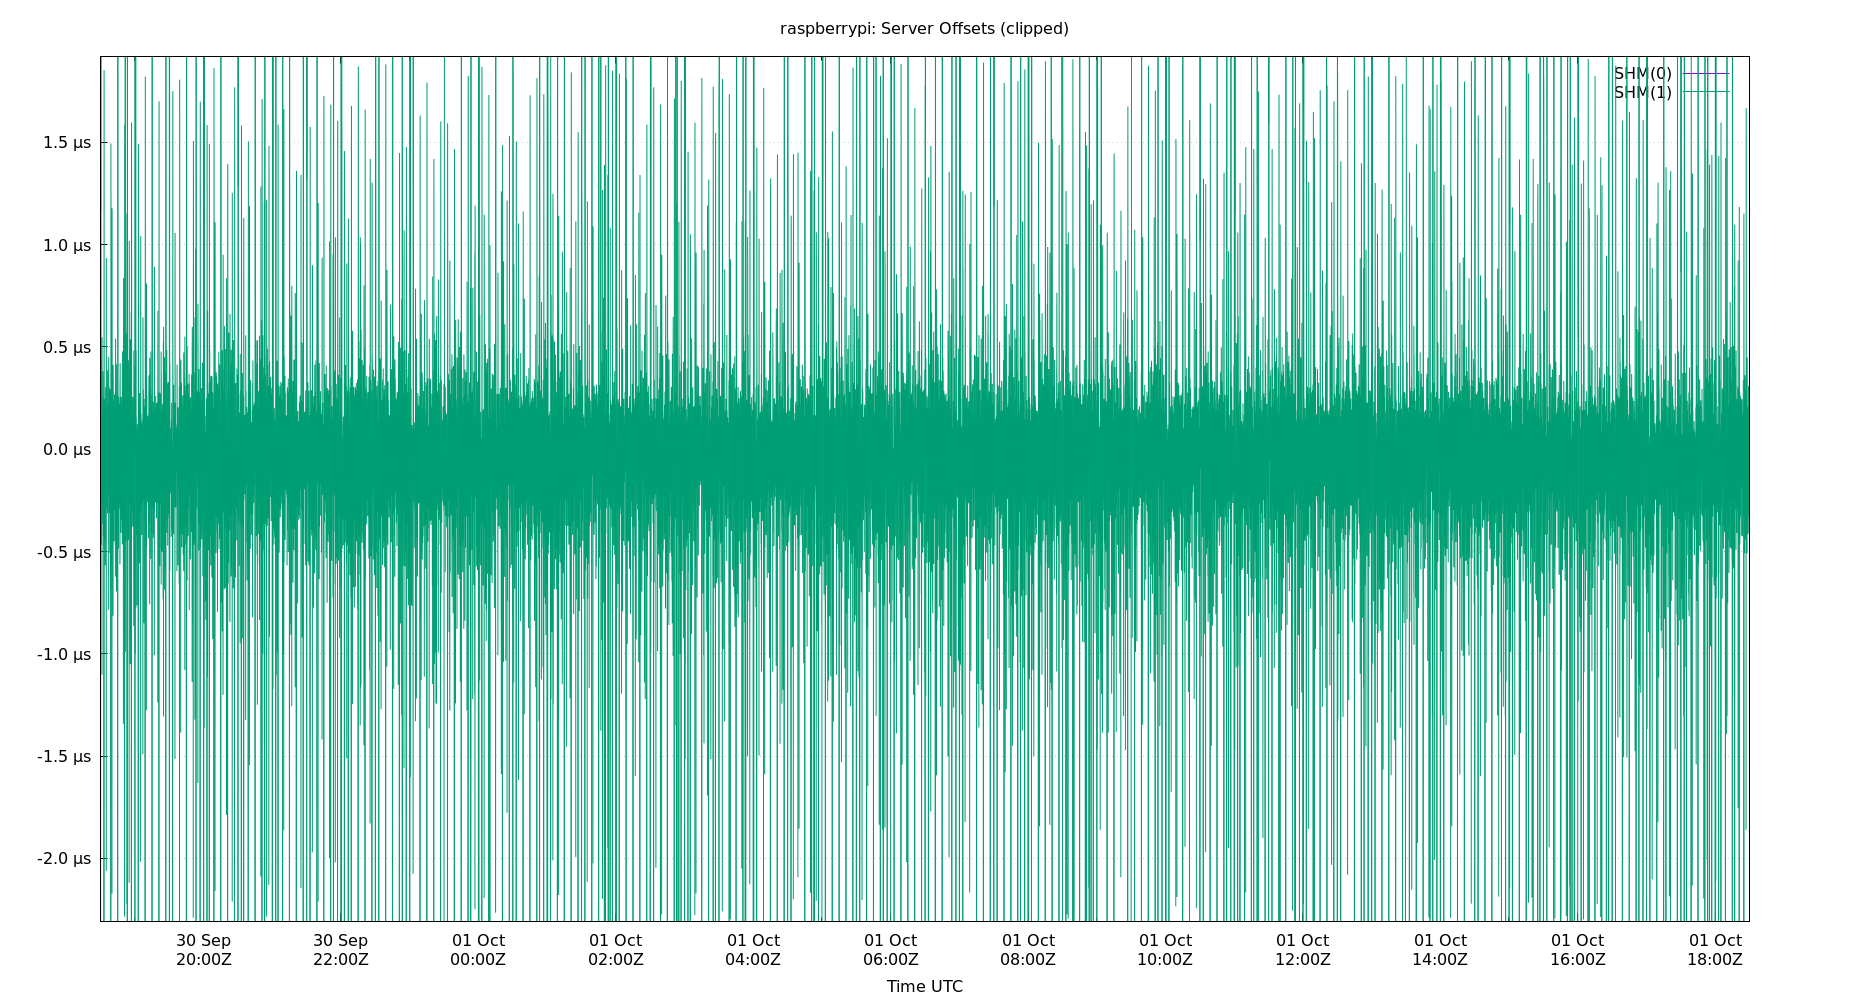 raspberrypi: Server Offsets (clipped)
SHM(0)
SHM(1)
1.5 µs
1.0 µs
0.5 µs
0.0 µs
-0.5 µs
-1.0 µs
-1.5 µs
-2.0 µs
30 Sep 30 Sep 01 Oct 01 Oct 01 Oct 01 Oct 01 Oct 01 Oct 01 Oct 01 Oct 01 Oct 01 Oct
20:00Z 22:00Z 00:00Z 02:00Z 04:00Z 06:00Z 08:00Z 10:00Z 12:00Z 14:00Z 16:00Z 18:00Z
Time UTC